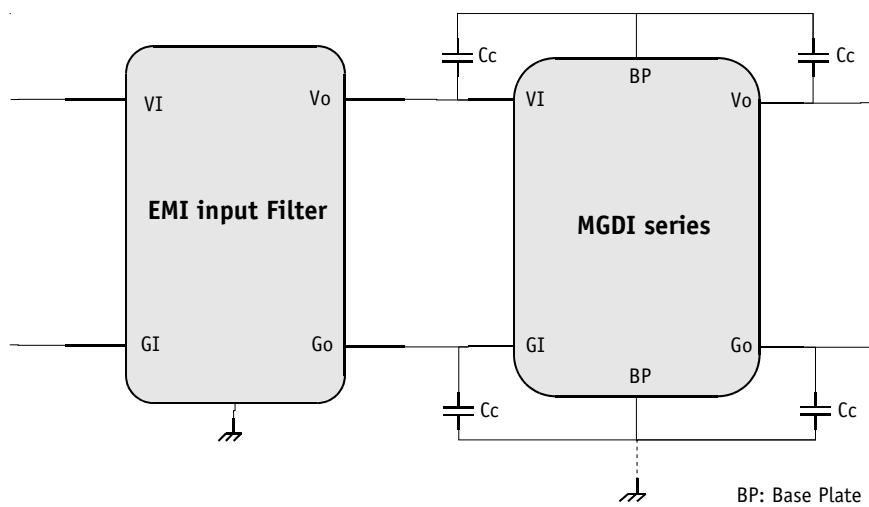 Cc
Cc
BP
VI
Vo
VI
Vo
EMI input Filter
MGDI series
GI
Go
GI
Go
BP
Cc
Cc
BP: Base Plate